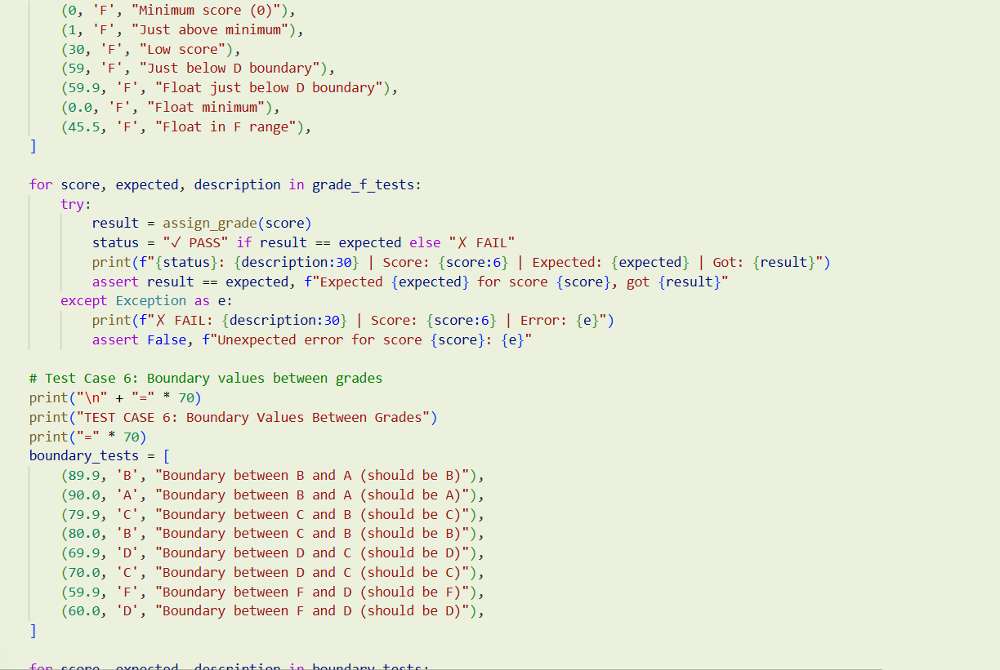 (0, 'F', "Minimum score (0)"),
    (1, 'F', "Just above minimum"),
    (30, 'F', "Low score"),
    (59, 'F', "Just below D boundary"),
    (59.9, 'F', "Float just below D boundary"),
    (0.0, 'F', "Float minimum"),
    (45.5, 'F', "Float in F range"),
]
for score, expected, description in grade_f_tests:
    try:
        result = assign_grade(score)
        status = "✓ PASS" if result == expected else "✗ FAIL"
        print(f"{status}: {description:30} | Score: {score:6} | Expected: {expected} | Got: {result}")
        assert result == expected, f"Expected {expected} for score {score}, got {result}"
    except Exception as e:
        print(f"✗ FAIL: {description:30} | Score: {score:6} | Error: {e}")
        assert False, f"Unexpected error for score {score}: {e}"
# Test Case 6: Boundary values between grades
print("\n" + "=" * 70)
print("TEST CASE 6: Boundary Values Between Grades")
print("=" * 70)
boundary_tests = [
    (89.9, 'B', "Boundary between B and A (should be B)"),
    (90.0, 'A', "Boundary between B and A (should be A)"),
    (79.9, 'C', "Boundary between C and B (should be C)"),
    (80.0, 'B', "Boundary between C and B (should be B)"),
    (69.9, 'D', "Boundary between D and C (should be D)"),
    (70.0, 'C', "Boundary between D and C (should be C)"),
    (59.9, 'F', "Boundary between F and D (should be F)"),
    (60.0, 'D', "Boundary between F and D (should be D)"),
]
for score, expected, description in boundary_tests: